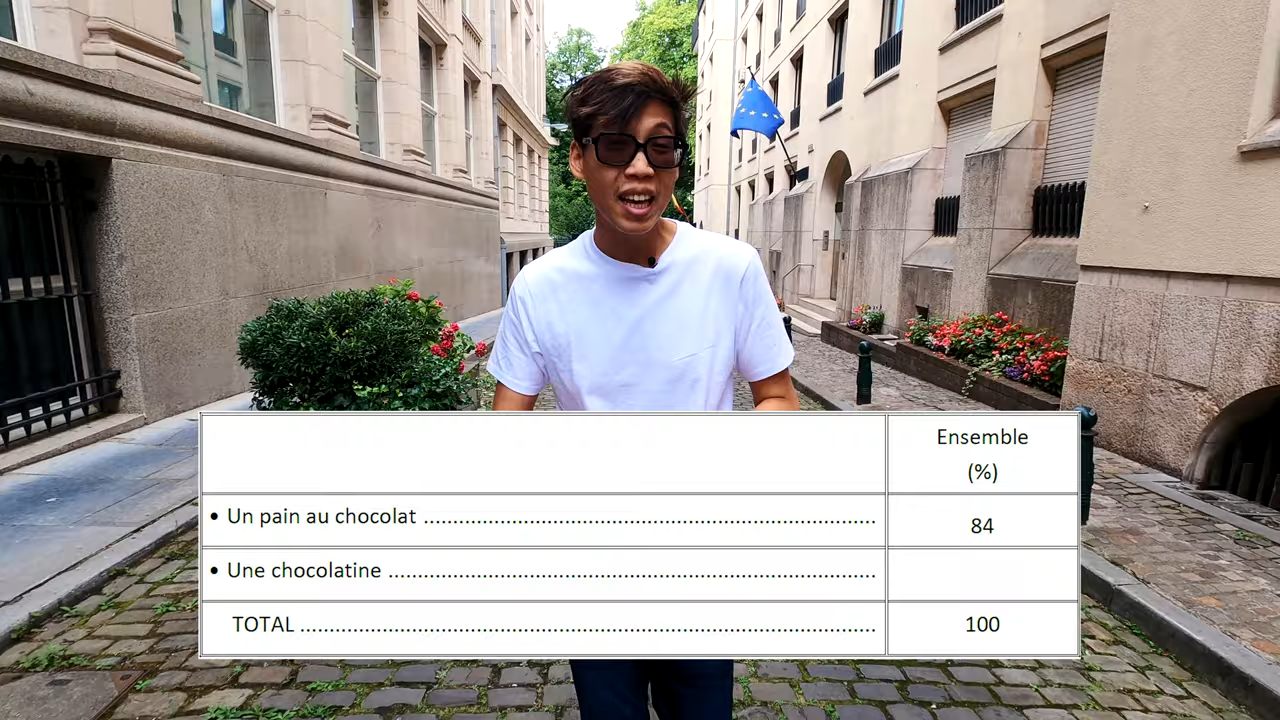 Ensemble
(%)
• Un pain au chocolat ........................................................................... 84
• Une chocolatine .................................................................................
TOTAL ................................................................................................ 100